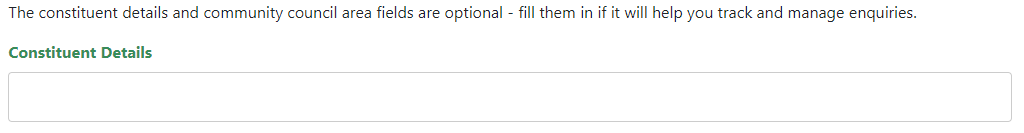 The constituent details and community council area fields are optional - fill them in if it will help you track and manage enquiries.
Constituent Details